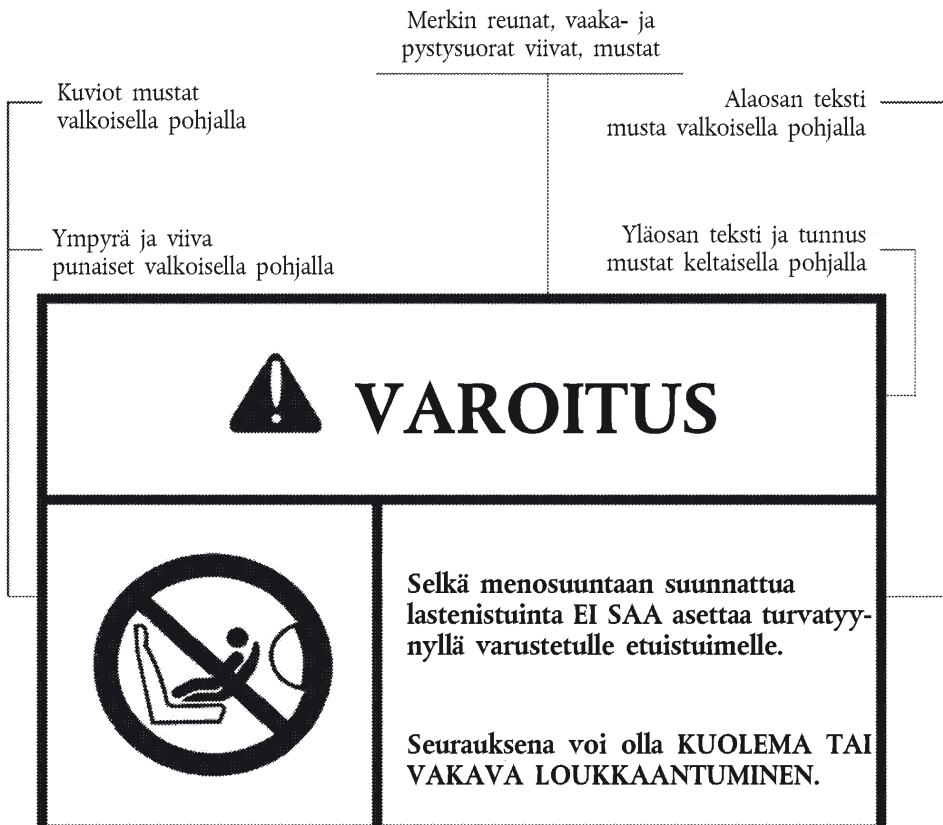 Merkin reunat, vaaka- ja
pystysuorat viivat, mustat
Kuviot mustat
valkoisella pohjalla
Alaosan teksti
musta valkoisella pohjalla
Ympyrä ja viiva
punaiset valkoisella pohjalla
Yläosan teksti ja tunnus
mustat keltaisella pohjalla
VAROITUS
Selkä menosuuntaan suunnattua
lastenistuinta EI SAA asettaa turvatyy-
nyllä varustetulle etuistuimelle.
Seurauksena voi olla KUOLEMA TAI
VAKAVA LOUKKAANTUMINEN.